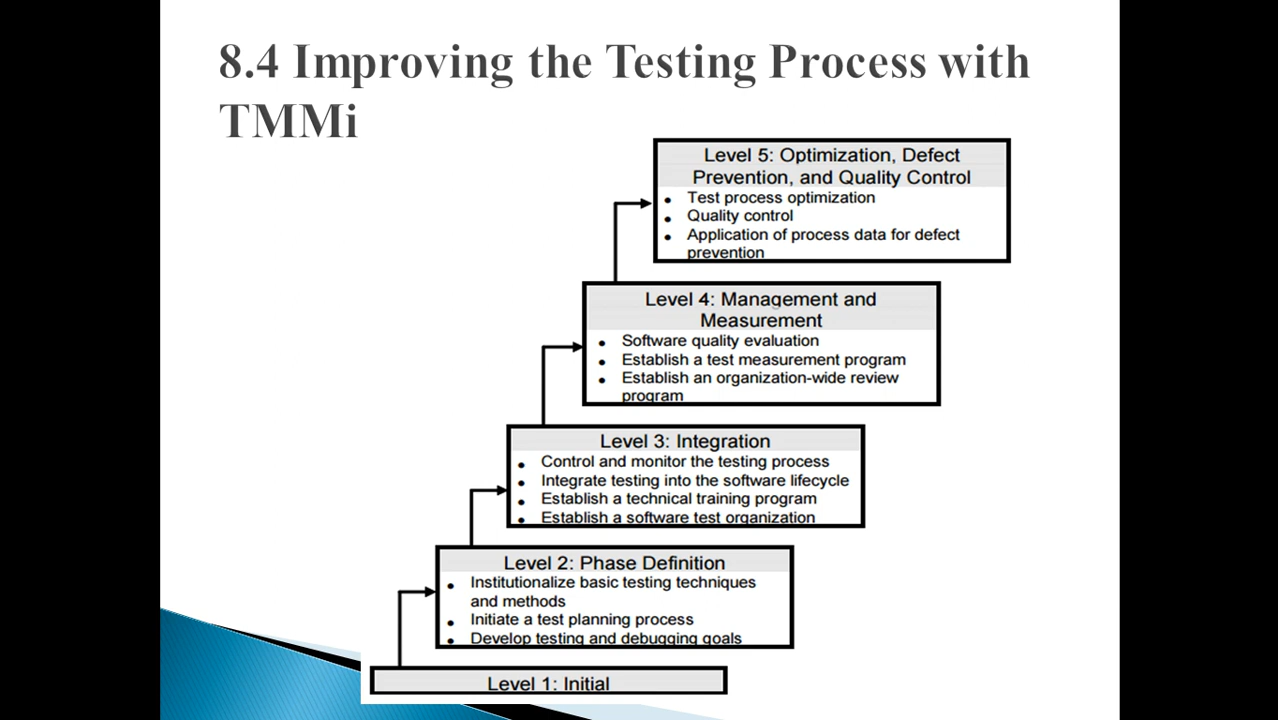 8.4 Improving the Testing Process with
TMMi
Level 5: Optimization, Defect
Prevention, and Quality Control
• Test process optimization
• Quality control
• Application of process data for defect
prevention
Level 4: Management and
Measurement
• Software quality evaluation
• Establish a test measurement program
• Establish an organization-wide review
program
Level 3: Integration
• Control and monitor the testing process
• Integrate testing into the software lifecycle
• Establish a technical training program
• Establish a software test organization
Level 2: Phase Definition
• Institutionalize basic testing techniques
and methods
• Initiate a test planning process
• Develop testing and debugging goals
Level 1: Initial